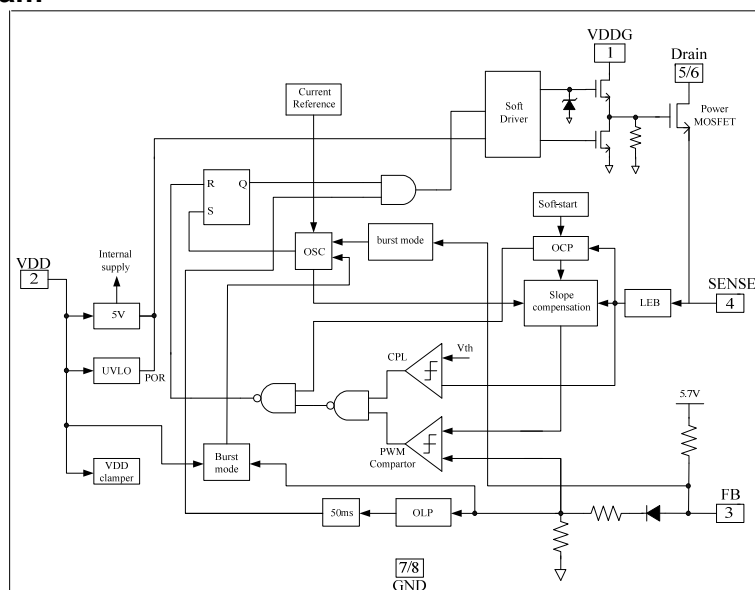 VDDG
1
Drain
5/6
Power
MOSFET
Current
Reference
Soft
Driver
R
Q
S
Soft-start
OSC
burst mode
OCP
Internal
supply
VDD
2
5V
Slope
compensation
LEB
SENSE
4
UVLO
POR
CPL
Vth
5.7V
PWM
Compartor
VDD
clamper
Burst
mode
50ms
OLP
FB
3
7/8
GND